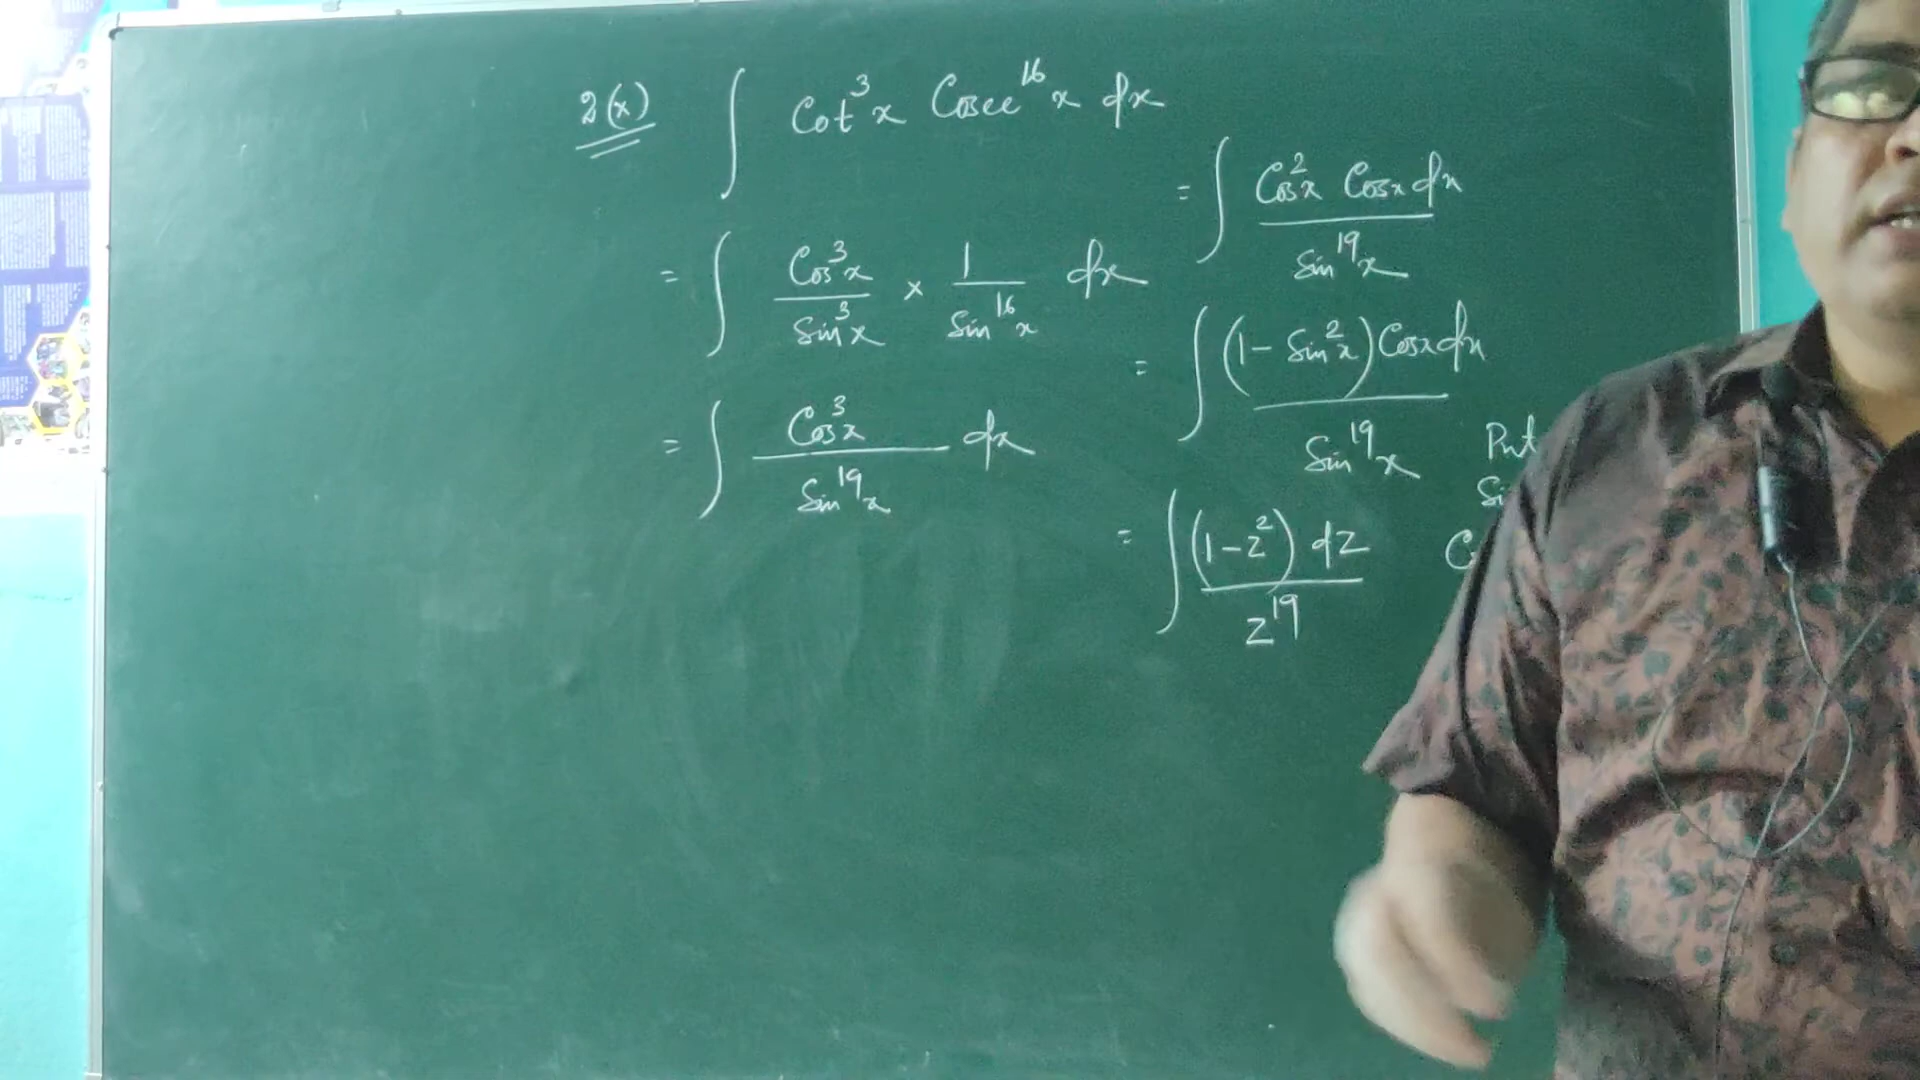 2(x) ∫ Cot³x Cosec¹⁶x dx
= ∫ Cos³x / Sin³x × 1 / Sin¹⁶x dx
= ∫ Cos³x / Sin¹⁹x dx
= ∫ Cos²x Cosx dx / Sin¹⁹x
= ∫ (1 - Sin²x) Cosx dx / Sin¹⁹x
Put
= ∫ (1 - z²) dz / z¹⁹